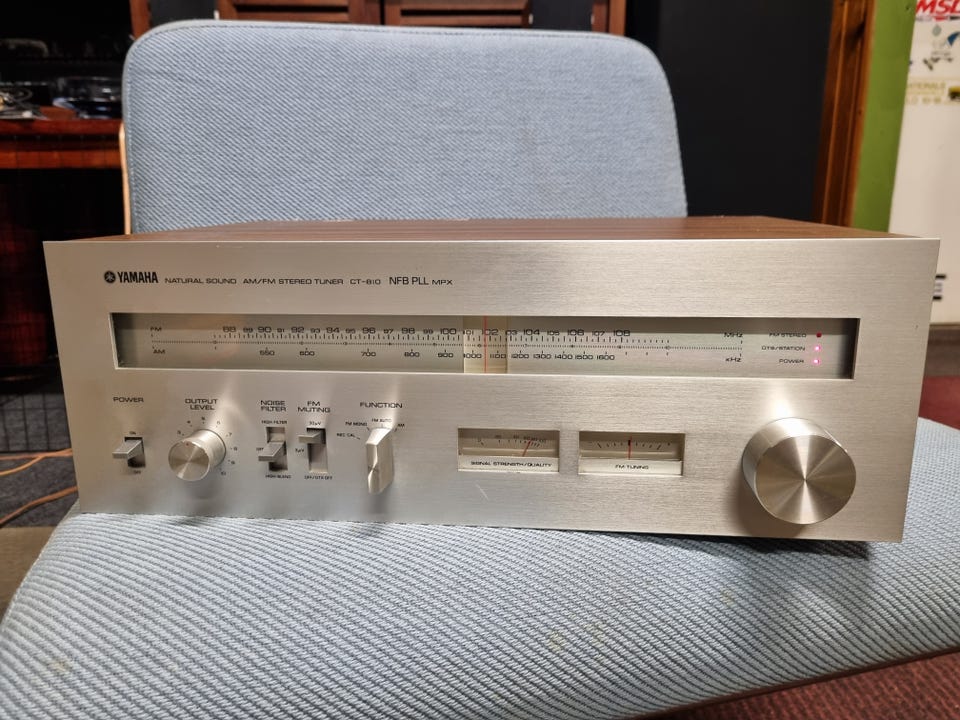 MSD
YAMAHA NATURAL SOUND AM/FM STEREO TUNER CT-810 NFB PLL MPX
FM 88 89 90 91 92 93 94 95 96 97 98 99 100 101 102 103 104 106 106 107 108 MHz FM STEREO
OTS/STATION
AM 550 600 700 800 900 1000 1100 1200 1300 1400 1500 1600 kHz POWER
POWER OUTPUT LEVEL NOISE FILTER FM MUTING FUNCTION
ON HIGH FILTER 30µV FM MONO FM AUTO AM
OFF 3µV REC CAL
OFF HIGH-BLEND OFF/OTS OFF
SIGNAL STRENGTH/QUALITY FM TUNING